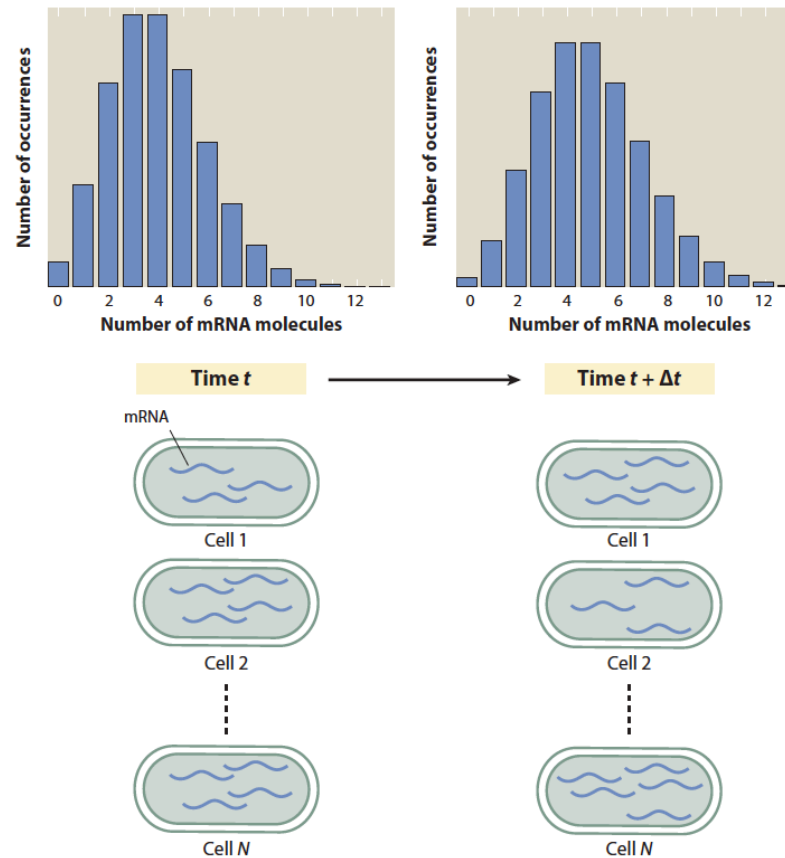 Number of occurrences
0 2 4 6 8 10 12
Number of mRNA molecules
Number of occurrences
0 2 4 6 8 10 12
Number of mRNA molecules
Time t
Time t + Δt
mRNA
Cell 1
Cell 1
Cell 2
Cell 2
Cell N
Cell N